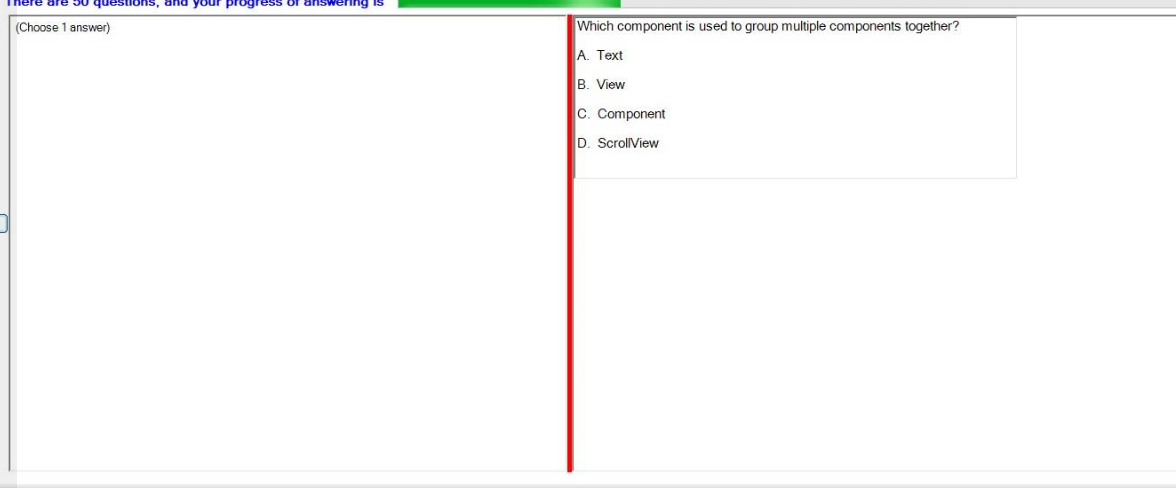 There are 50 questions, and your progress of answering is
(Choose 1 answer)
Which component is used to group multiple components together?
A. Text
B. View
C. Component
D. ScrollView